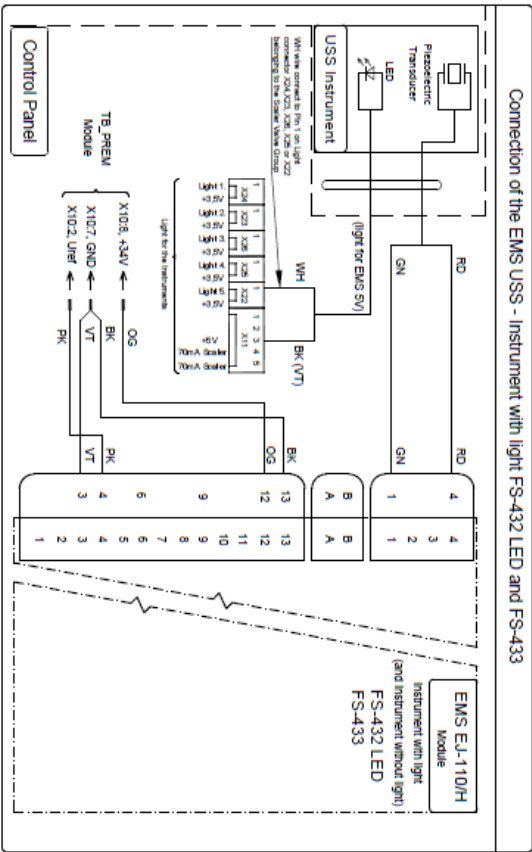 Connection of the EMS USS - Instrument with light FS-432 LED and FS-433
Piezoelectric
Transducer
LED
USS Instrument
RD
GN
(light for EMS 5V)
WH wire connect to Pin 1 on Light
connector X24,X23, X26, X25 or X22
belonging to the Scaler Valve Group
WH
BK (VT)
1 X24
1 X23
1 X26
1 X25
1 X22
1 2 3 4 5
X11
Light 1.
+3,5V
Light 2.
+3,5V
Light 3.
+3,5V
Light 4.
+3,5V
Light 5.
+3,5V
+5V
70mA Scaler
70mA Scaler
Light for the Instruments
TB_PREM
Module
X10:8, +34V
X10:7, GND
X10:2, Uref
OG
BK
VT
PK
Control Panel
RD
GN
BK
OG
PK
VT
4
1
4
3
2
1
B
A
B
A
13
12
9
6
4
3
13
12
11
10
9
8
7
6
5
4
3
2
1
EMS EJ-110/H
Module
Instrument with light
(and Instrument without light)
FS-432 LED
FS-433